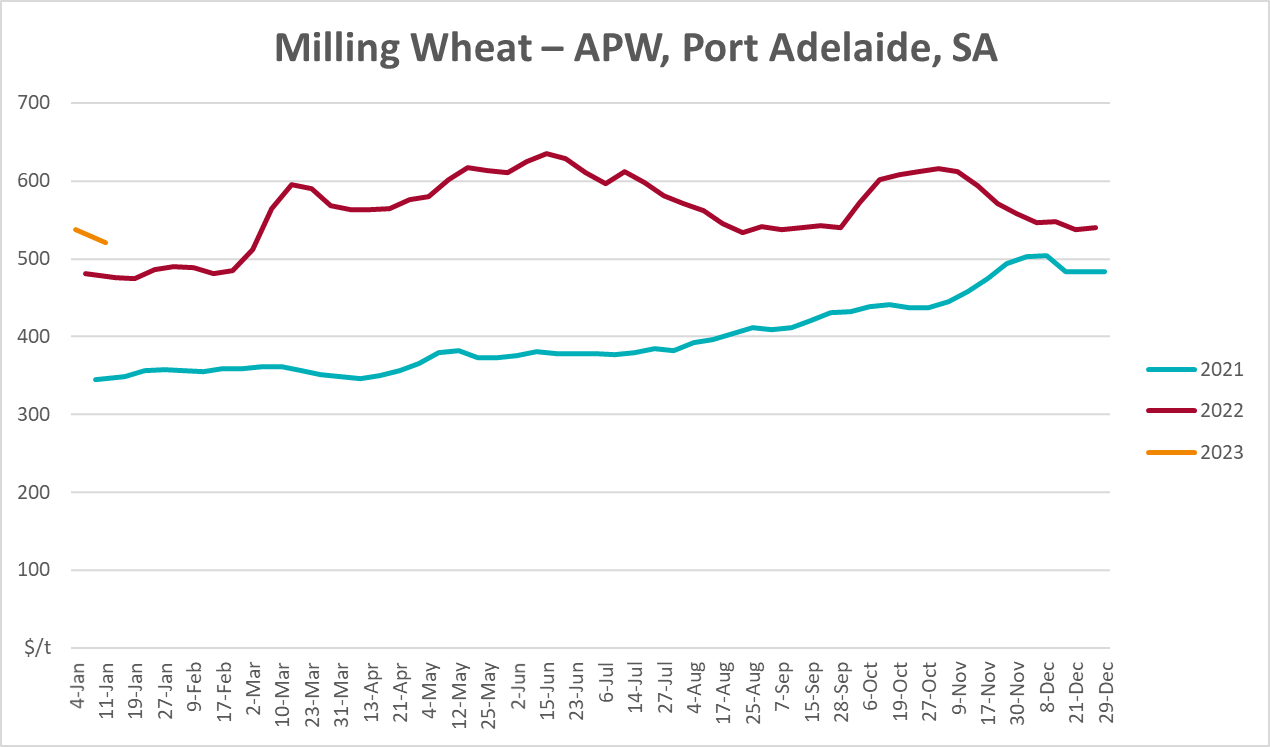 Milling Wheat – APW, Port Adelaide, SA
700
600
500
400
300
200
100
$/t
4-Jan
11-Jan
19-Jan
27-Jan
9-Feb
17-Feb
2-Mar
10-Mar
23-Mar
31-Mar
13-Apr
21-Apr
4-May
12-May
25-May
2-Jun
15-Jun
23-Jun
6-Jul
14-Jul
27-Jul
4-Aug
17-Aug
25-Aug
7-Sep
15-Sep
28-Sep
6-Oct
19-Oct
27-Oct
9-Nov
17-Nov
30-Nov
8-Dec
21-Dec
29-Dec
2021
2022
2023